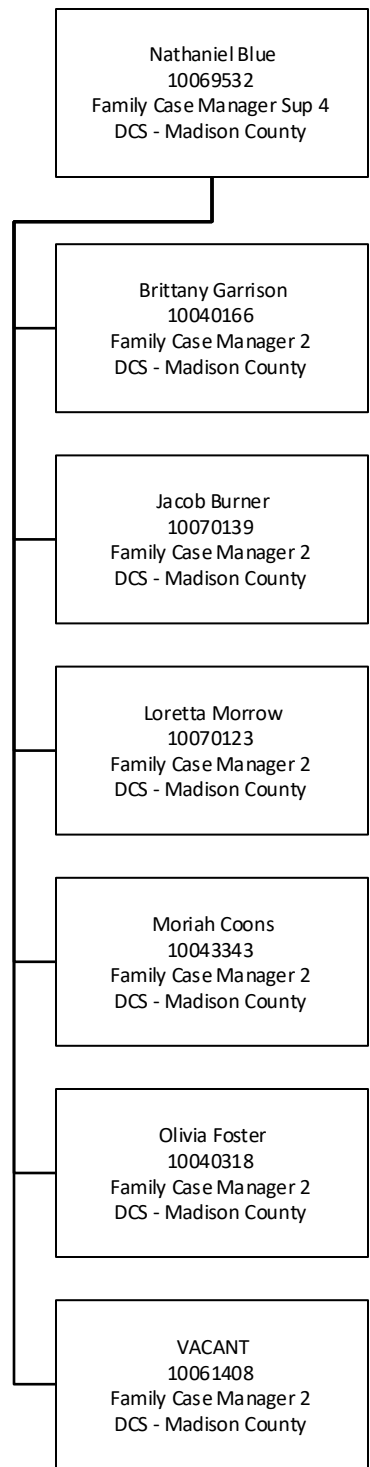 Nathaniel Blue
10069532
Family Case Manager Sup 4
DCS - Madison County
Brittany Garrison
10040166
Family Case Manager 2
DCS - Madison County
Jacob Burner
10070139
Family Case Manager 2
DCS - Madison County
Loretta Morrow
10070123
Family Case Manager 2
DCS - Madison County
Moriah Coons
10043343
Family Case Manager 2
DCS - Madison County
Olivia Foster
10040318
Family Case Manager 2
DCS - Madison County
VACANT
10061408
Family Case Manager 2
DCS - Madison County